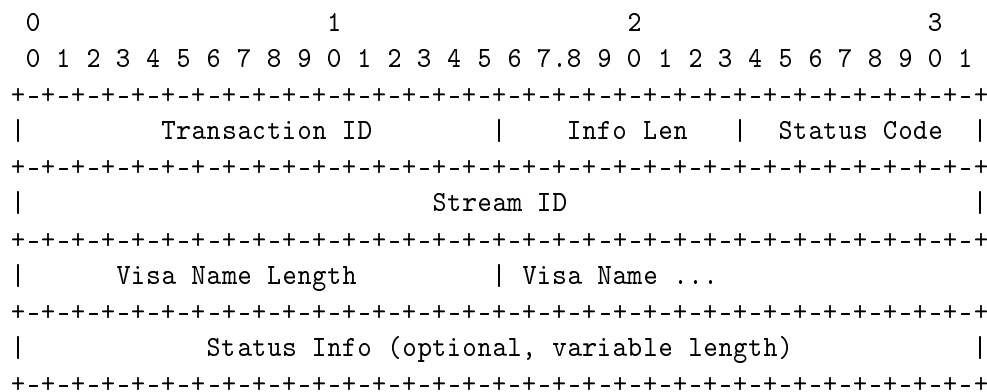 0                   1                   2                   3
 0 1 2 3 4 5 6 7 8 9 0 1 2 3 4 5 6 7.8 9 0 1 2 3 4 5 6 7 8 9 0 1
+-+-+-+-+-+-+-+-+-+-+-+-+-+-+-+-+-+-+-+-+-+-+-+-+-+-+-+-+-+-+-+-+
|         Transaction ID        |    Info Len   |  Status Code  |
+-+-+-+-+-+-+-+-+-+-+-+-+-+-+-+-+-+-+-+-+-+-+-+-+-+-+-+-+-+-+-+-+
|                           Stream ID                           |
+-+-+-+-+-+-+-+-+-+-+-+-+-+-+-+-+-+-+-+-+-+-+-+-+-+-+-+-+-+-+-+-+
|      Visa Name Length         | Visa Name ...
+-+-+-+-+-+-+-+-+-+-+-+-+-+-+-+-+-+-+-+-+-+-+-+-+-+-+-+-+-+-+-+-+
|            Status Info (optional, variable length)            |
+-+-+-+-+-+-+-+-+-+-+-+-+-+-+-+-+-+-+-+-+-+-+-+-+-+-+-+-+-+-+-+-+